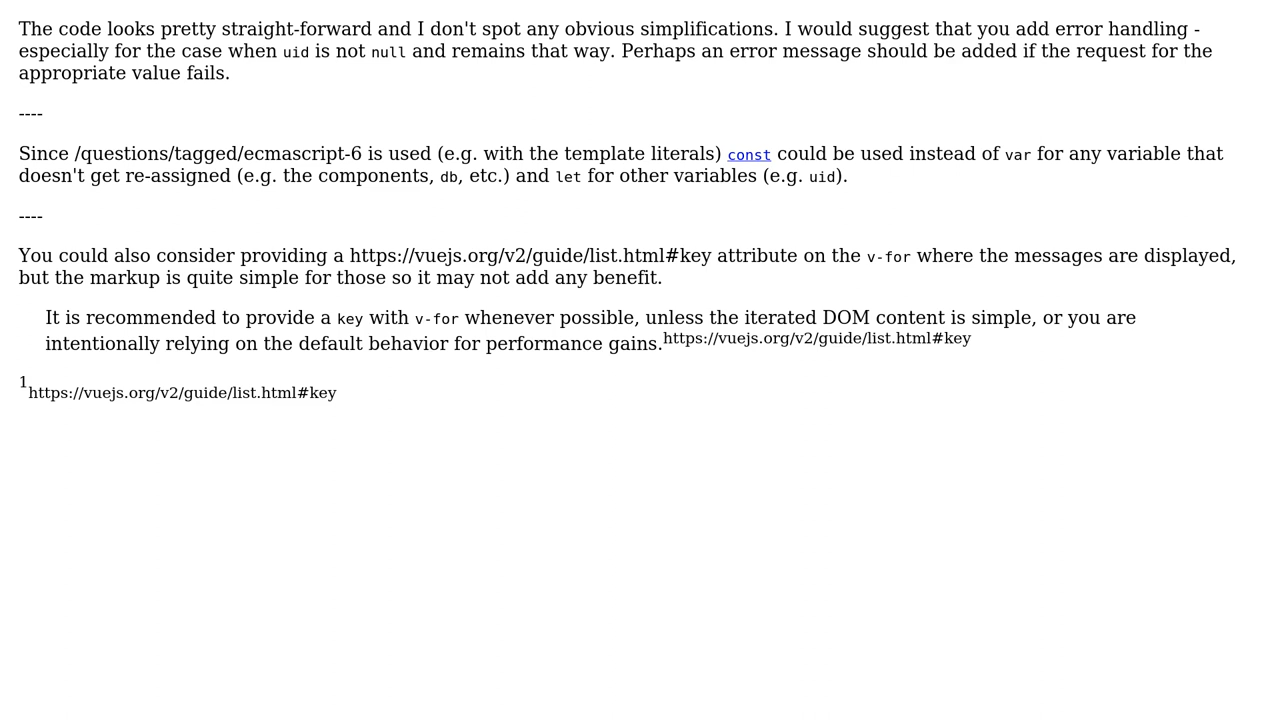 The code looks pretty straight-forward and I don't spot any obvious simplifications. I would suggest that you add error handling -
especially for the case when uid is not null and remains that way. Perhaps an error message should be added if the request for the
appropriate value fails.
----
Since /questions/tagged/ecmascript-6 is used (e.g. with the template literals) const could be used instead of var for any variable that
doesn't get re-assigned (e.g. the components, db, etc.) and let for other variables (e.g. uid).
----
You could also consider providing a https://vuejs.org/v2/guide/list.html#key attribute on the v-for where the messages are displayed,
but the markup is quite simple for those so it may not add any benefit.
It is recommended to provide a key with v-for whenever possible, unless the iterated DOM content is simple, or you are
intentionally relying on the default behavior for performance gains.https://vuejs.org/v2/guide/list.html#key
1https://vuejs.org/v2/guide/list.html#key